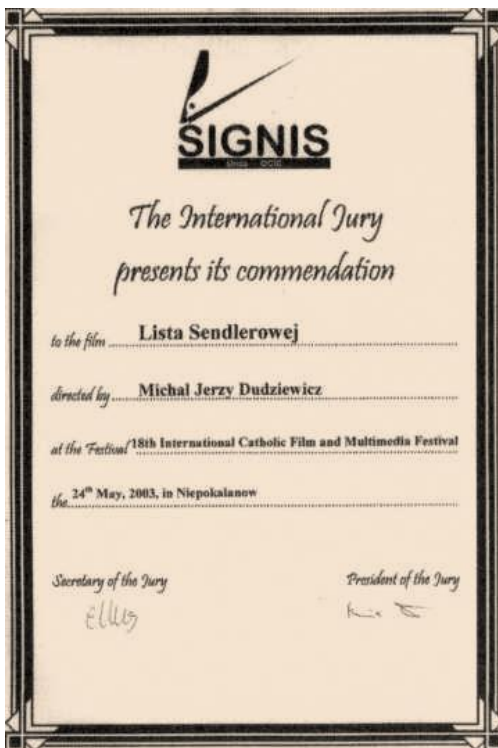 SIGNIS
The International Jury
presents its commendation
to the film Lista Sendlerowej
directed by Michal Jerzy Dudziewicz
at the Festival 18th International Catholic Film and Multimedia Festival
the 24th May, 2003, in Niepokalanow
Secretary of the Jury President of the Jury